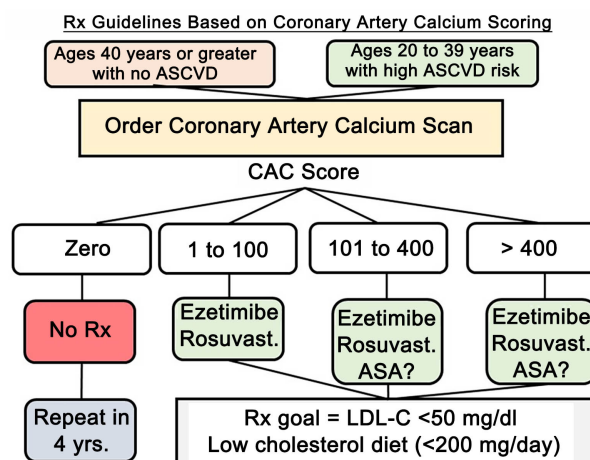 Rx Guidelines Based on Coronary Artery Calcium Scoring
Ages 40 years or greater
with no ASCVD
Ages 20 to 39 years
with high ASCVD risk
Order Coronary Artery Calcium Scan
CAC Score
Zero
1 to 100
101 to 400
> 400
No Rx
Ezetimibe
Rosuvast.
Ezetimibe
Rosuvast.
ASA?
Ezetimibe
Rosuvast.
ASA?
Repeat in
4 yrs.
Rx goal = LDL-C <50 mg/dl
Low cholesterol diet (<200 mg/day)